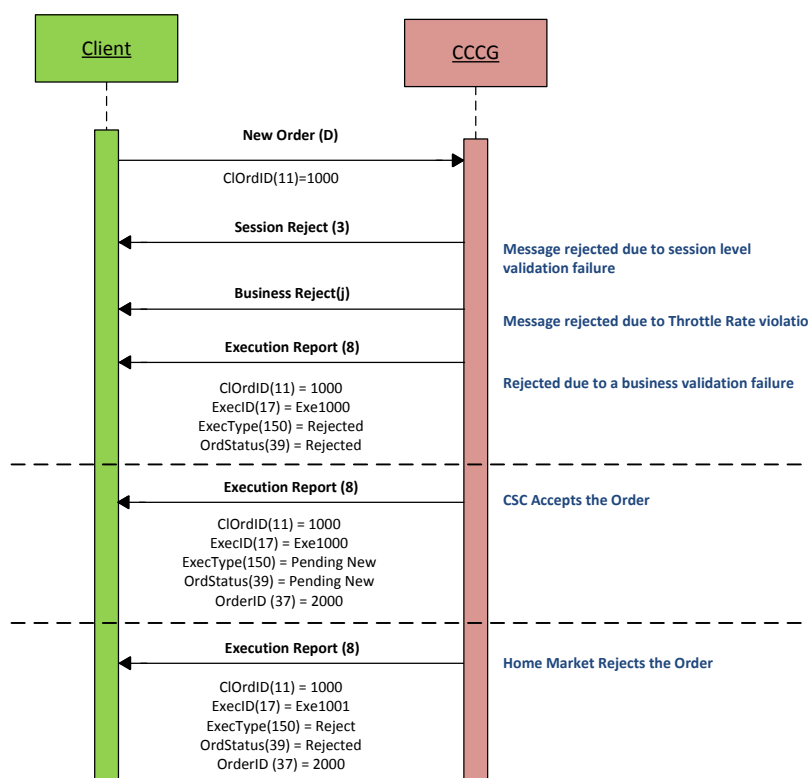 Client
CCCG
New Order (D)
ClOrdID(11)=1000
Session Reject (3)
Message rejected due to session level
validation failure
Business Reject(j)
Message rejected due to Throttle Rate violatio
Execution Report (8)
Rejected due to a business validation failure
ClOrdID(11) = 1000
ExecID(17) = Exe1000
ExecType(150) = Rejected
OrdStatus(39) = Rejected
Execution Report (8)
CSC Accepts the Order
ClOrdID(11) = 1000
ExecID(17) = Exe1000
ExecType(150) = Pending New
OrdStatus(39) = Pending New
OrderID (37) = 2000
Execution Report (8)
Home Market Rejects the Order
ClOrdID(11) = 1000
ExecID(17) = Exe1001
ExecType(150) = Reject
OrdStatus(39) = Rejected
OrderID (37) = 2000